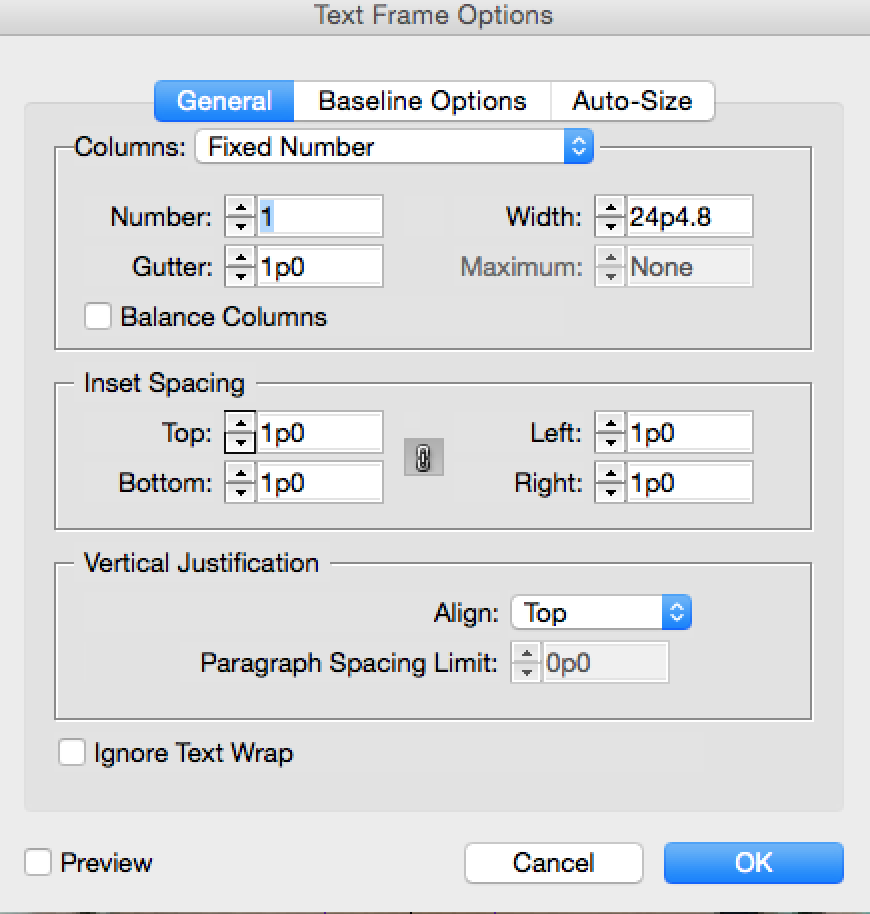 Text Frame Options
General Baseline Options Auto-Size
Columns: Fixed Number
Number: 1 Width: 24p4.8
Gutter: 1p0 Maximum: None
Balance Columns
Inset Spacing
Top: 1p0 Left: 1p0
Bottom: 1p0 Right: 1p0
Vertical Justification
Align: Top
Paragraph Spacing Limit: 0p0
Ignore Text Wrap
Preview Cancel OK